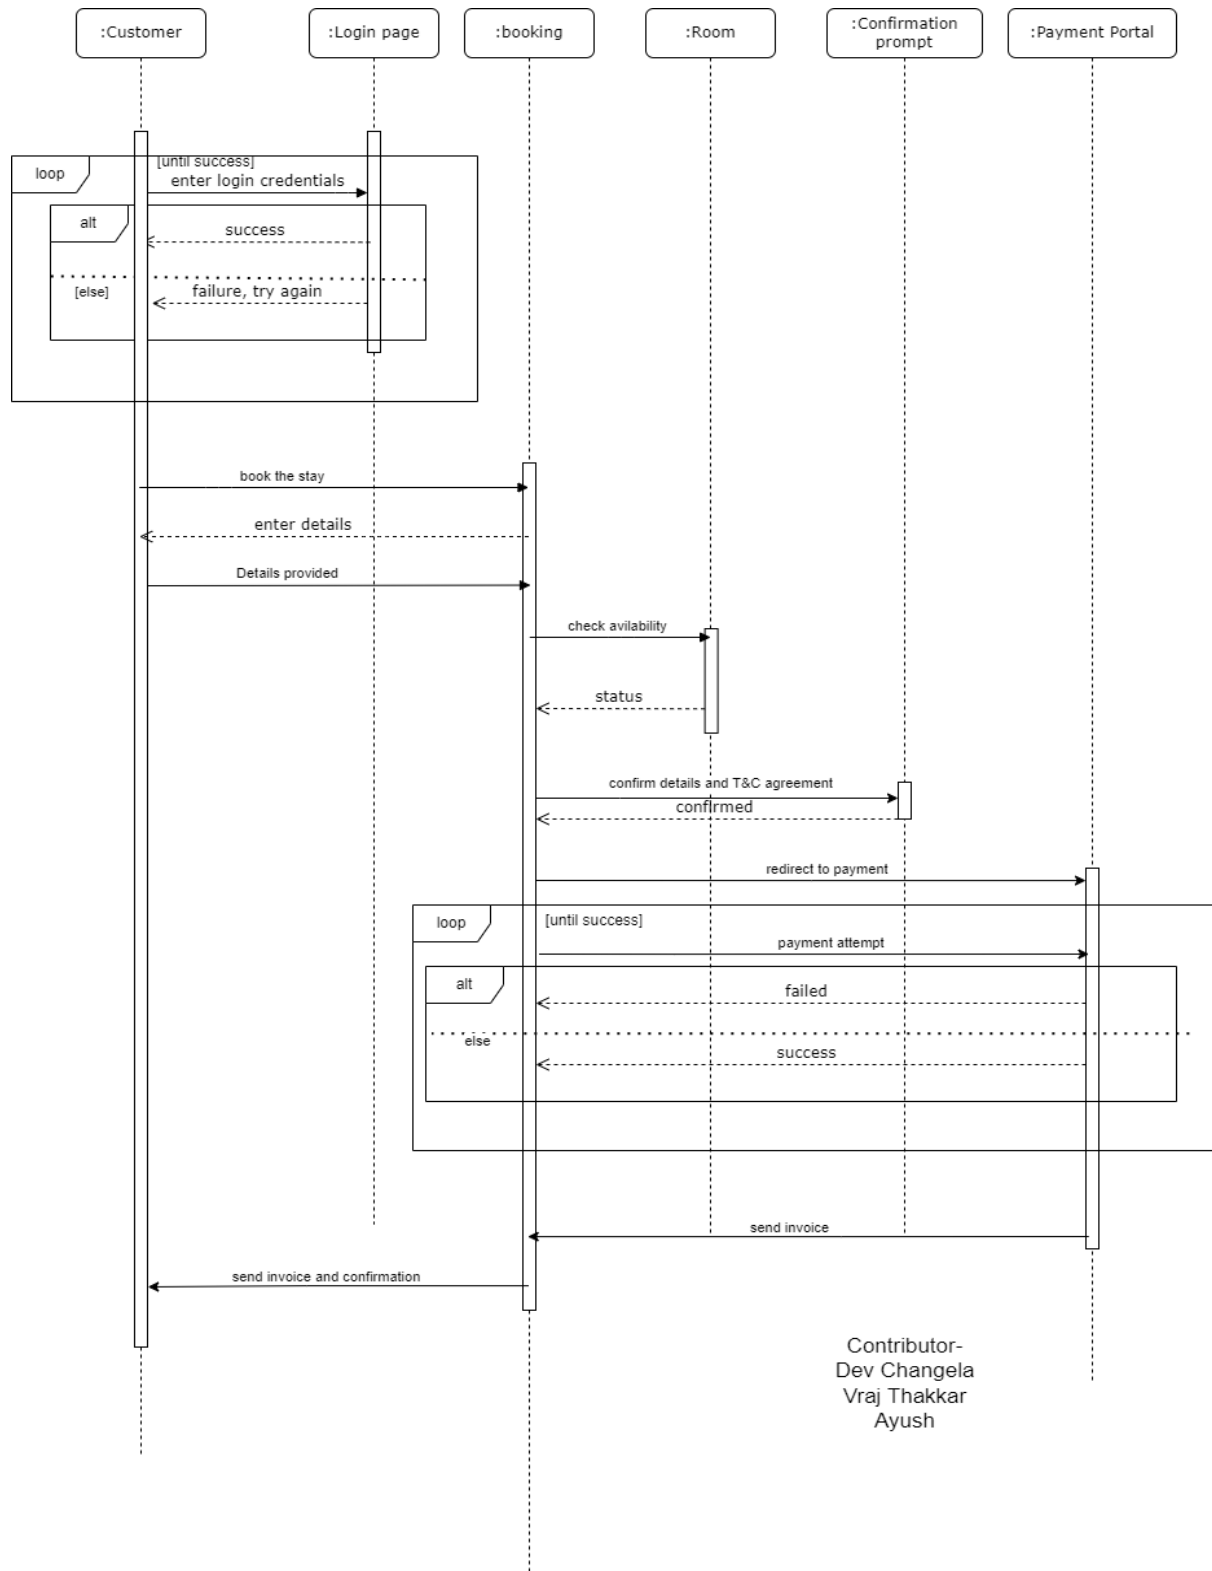 :Customer
:Login page
:booking
:Room
:Confirmation
prompt
:Payment Portal
loop
[until success]
enter login credentials
alt
success
[else]
failure, try again
book the stay
enter details
Details provided
check avilability
status
confirm details and T&C agreement
confirmed
redirect to payment
loop
[until success]
payment attempt
alt
failed
else
success
send invoice
send invoice and confirmation
Contributor-
Dev Changela
Vraj Thakkar
Ayush